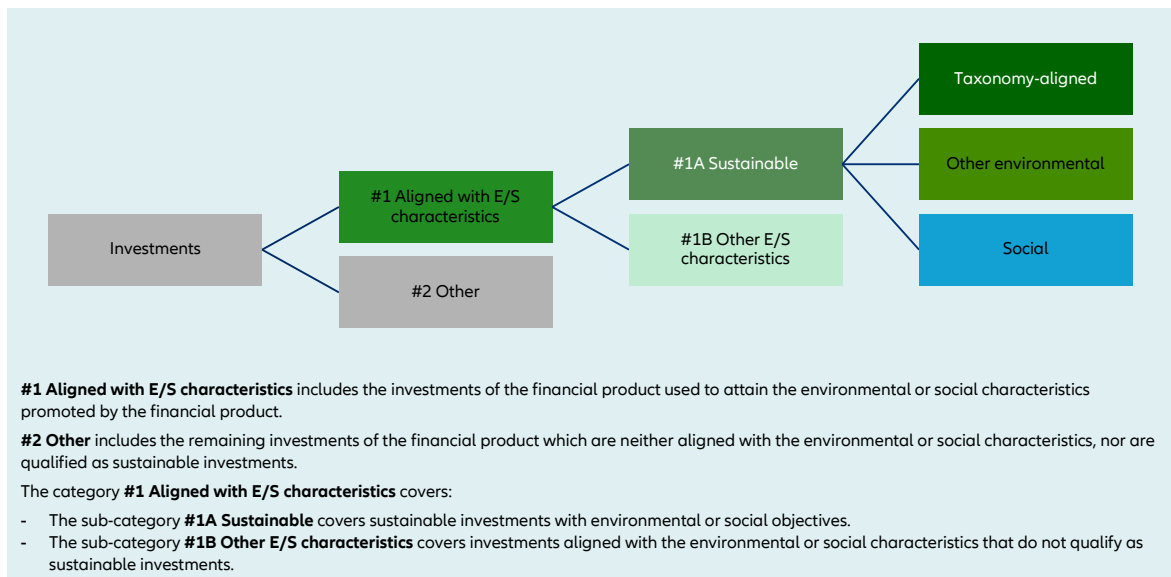 Taxonomy-aligned
#1A Sustainable
Other environmental
#1 Aligned with E/S
characteristics
Investments
#1B Other E/S
characteristics
Social
#2 Other
#1 Aligned with E/S characteristics includes the investments of the financial product used to attain the environmental or social characteristics
promoted by the financial product.
#2 Other includes the remaining investments of the financial product which are neither aligned with the environmental or social characteristics, nor are
qualified as sustainable investments.
The category #1 Aligned with E/S characteristics covers:
- The sub-category #1A Sustainable covers sustainable investments with environmental or social objectives.
- The sub-category #1B Other E/S characteristics covers investments aligned with the environmental or social characteristics that do not qualify as
sustainable investments.